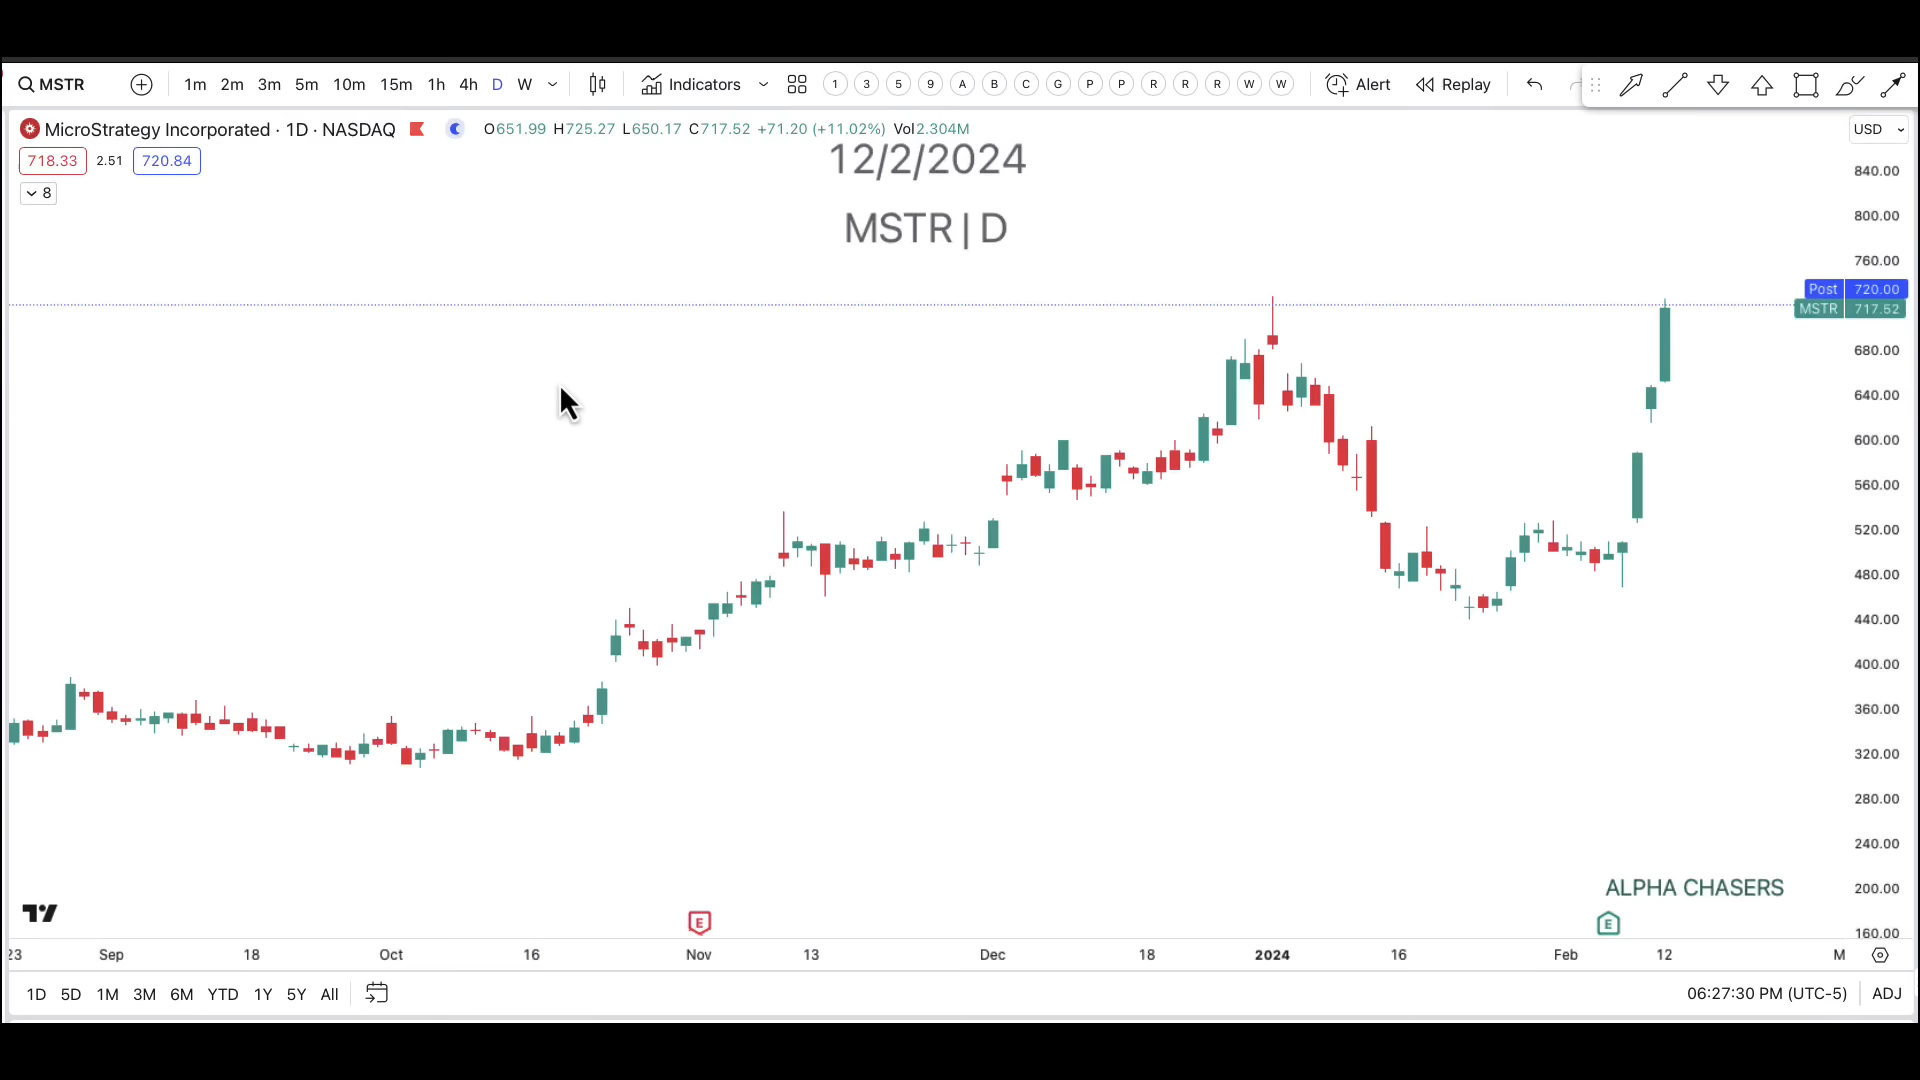 MSTR 1m 2m 3m 5m 10m 15m 1h 4h D W Indicators 1 3 5 9 A B C G P P R R R W W Alert Replay
MicroStrategy Incorporated · 1D · NASDAQ O651.99 H725.27 L650.17 C717.52 +71.20 (+11.02%) Vol2.304M USD
718.33 2.51 720.84
8
12/2/2024
MSTR | D
840.00
800.00
760.00
Post 720.00
MSTR 717.52
680.00
640.00
600.00
560.00
520.00
480.00
440.00
400.00
360.00
320.00
280.00
240.00
200.00
160.00
ALPHA CHASERS
E E
23 Sep 18 Oct 16 Nov 13 Dec 18 2024 16 Feb 12 M
1D 5D 1M 3M 6M YTD 1Y 5Y All 06:27:30 PM (UTC-5) ADJ